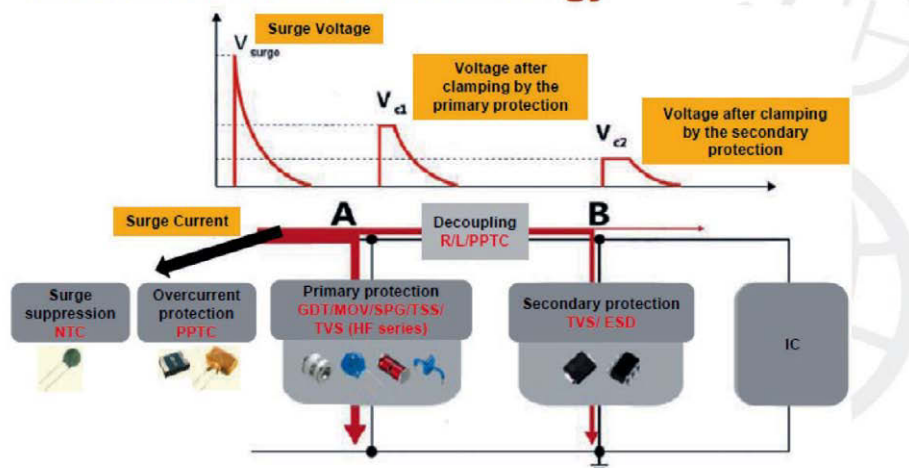 Surge Voltage
V surge
Voltage after
clamping by the
primary protection
Vc1
Voltage after clamping
by the secondary
protection
Vc2
Surge Current
A
Decoupling
R/L/PPTC
B
Surge
suppression
NTC
Overcurrent
protection
PPTC
Primary protection
GDT/MOV/SPG/TSS/
TVS (HF series)
Secondary protection
TVS/ ESD
IC